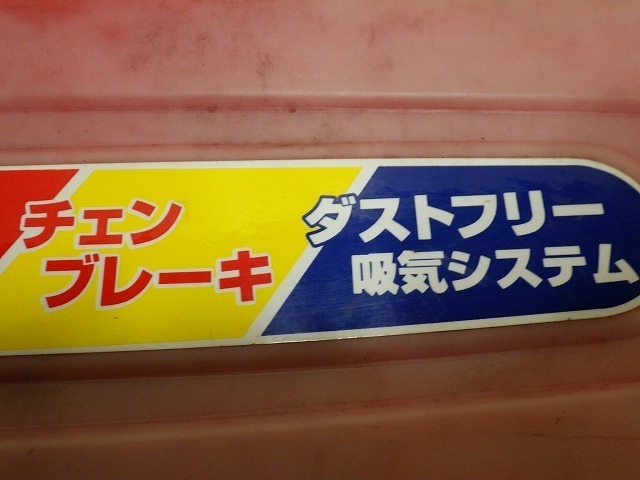 チェン
ブレーキ
ダストフリー
吸気システム